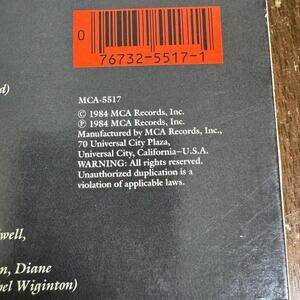 0
76732-5517-1
d)
MCA-5517
© 1984 MCA Records, Inc.
℗ 1984 MCA Records, Inc.
Manufactured by MCA Records, Inc.,
70 Universal City Plaza,
Universal City, California–U.S.A.
WARNING: All rights reserved.
Unauthorized duplication is a
violation of applicable laws.
well,
n, Diane
bel Wiginton)